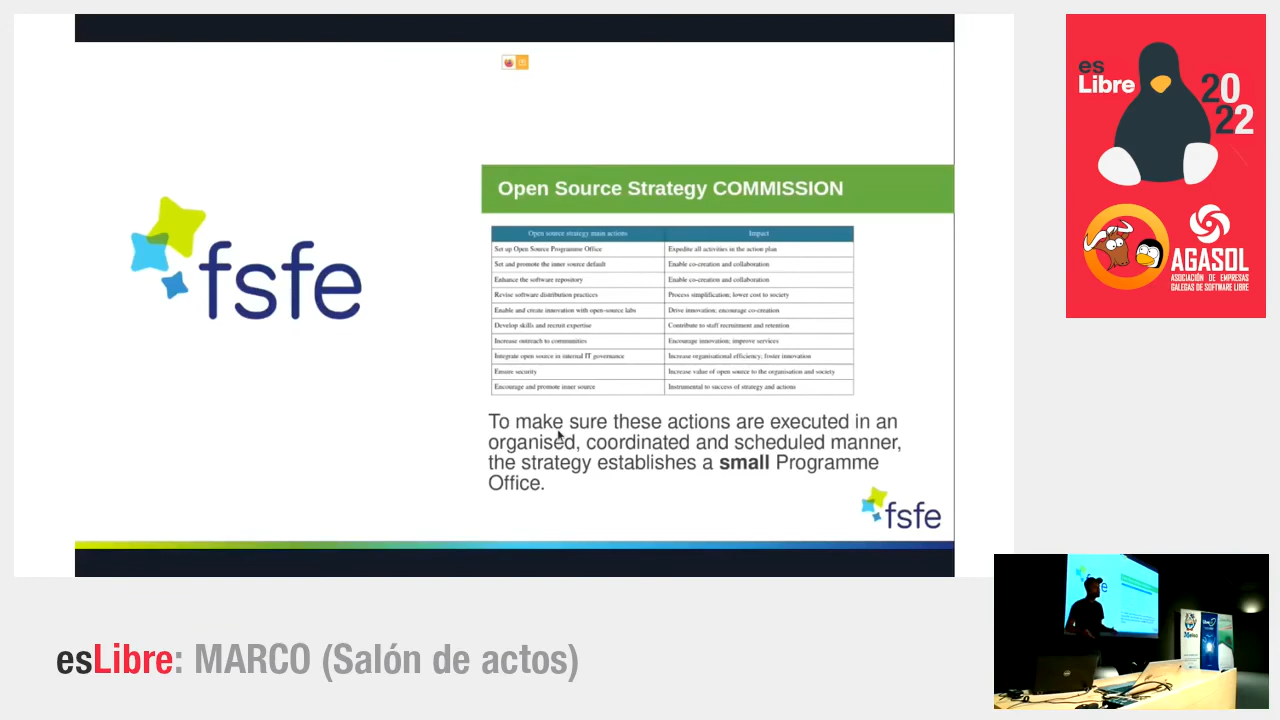 fsfe
Open Source Strategy COMMISSION
Open source strategy main actions Impact
Set up Open Source Programme Office Expedite all activities in the action plan
Set and promote the inner source default Enable co-creation and collaboration
Enhance the software repository Enable co-creation and collaboration
Revise software distribution practices Process simplification; lower cost to society
Enable and create innovation with open-source labs Drive innovation; encourage co-creation
Develop skills and recruit expertise Contribute to staff recruitment and retention
Increase outreach to communities Encourage innovation; improve services
Integrate open source in internal IT governance Increase organisational efficiency; foster innovation
Ensure security Increase value of open source to the organisation and society
Encourage and promote inner source Instrumental to success of strategy and actions
To make sure these actions are executed in an
organised, coordinated and scheduled manner,
the strategy establishes a small Programme
Office.
fsfe
es
Libre
20
22
AGASOL
ASOCIACIÓN DE EMPRESAS
GALEGAS DE SOFTWARE LIBRE
esLibre: MARCO (Salón de actos)